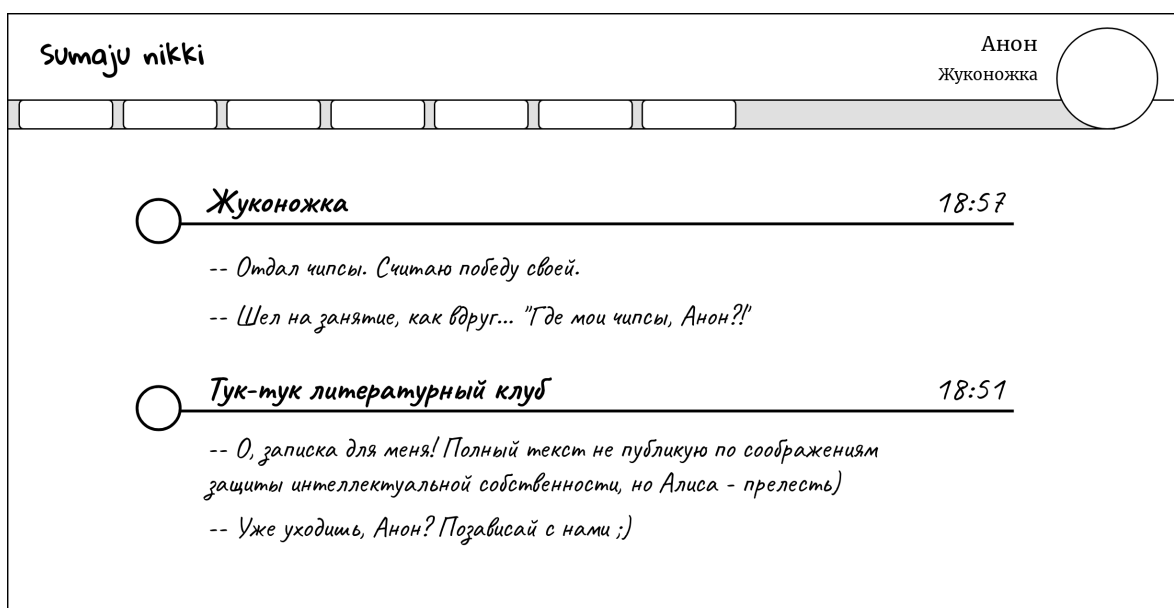 Sumaju nikki
Анон
Жуконожка
Жуконожка 18:57
-- Отдал чипсы. Считаю победу своей.
-- Шел на занятие, как вдруг... "Где мои чипсы, Анон?!"
Тук-тук литературный клуб 18:51
-- О, записка для меня! Полный текст не публикую по соображениям
защиты интеллектуальной собственности, но Алиса - прелесть)
-- Уже уходишь, Анон? Позависай с нами ;)